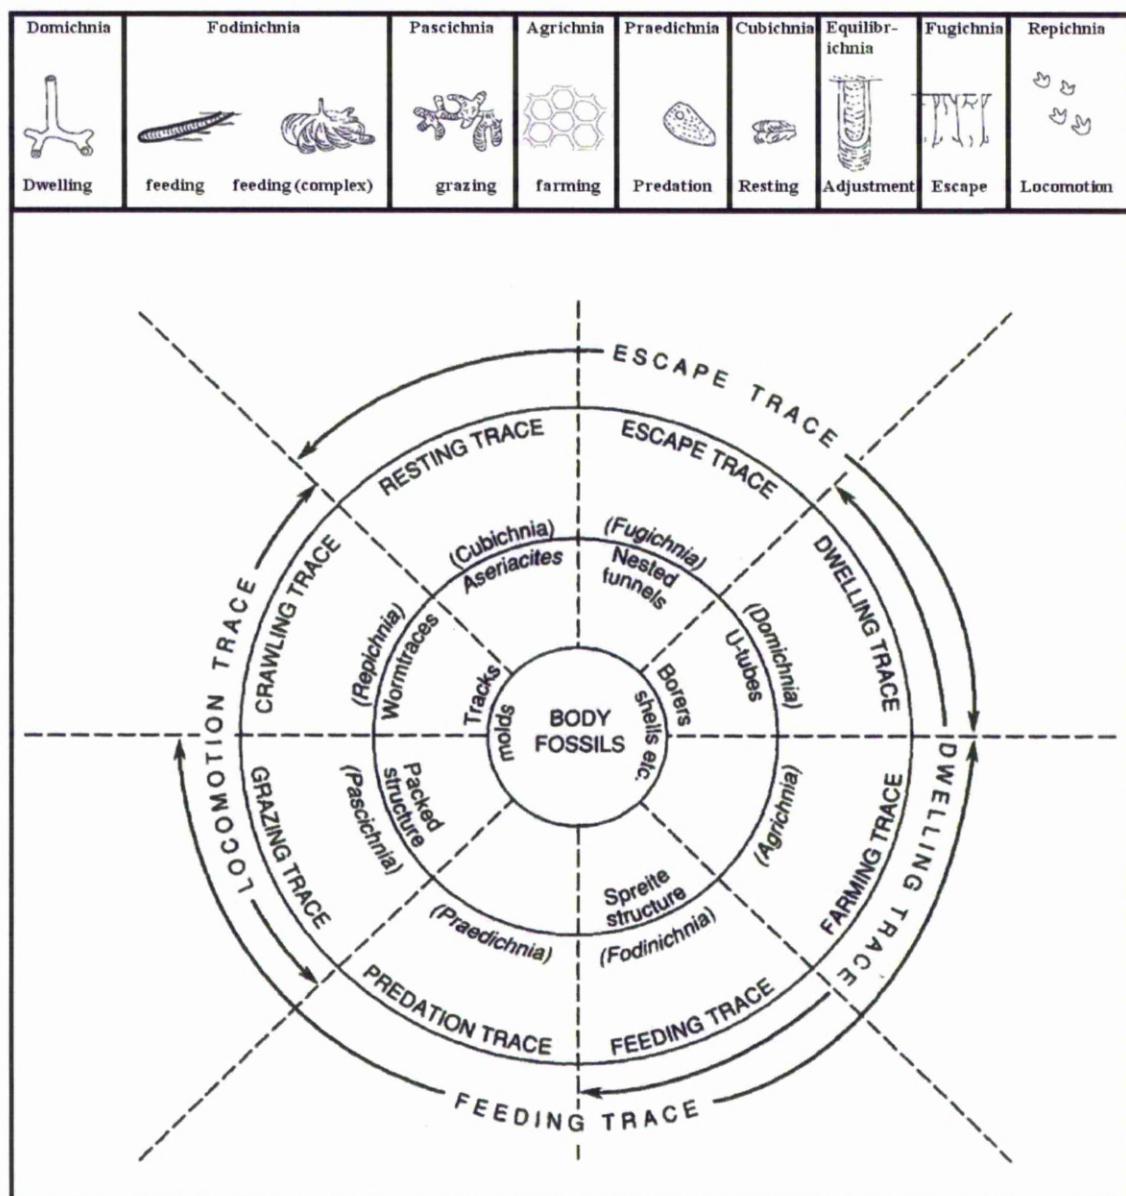 Domichnia
Fodinichnia
Pascichnia
Agrichnia
Praedichnia
Cubichnia
Equilibr-
ichnia
Fugichnia
Repichnia
Dwelling
feeding
feeding (complex)
grazing
farming
Predation
Resting
Adjustment
Escape
Locomotion
ESCAPE TRACE
RESTING TRACE
ESCAPE TRACE
(Cubichnia)
Aseriacites
(Fugichnia)
Nested
funnels
CRAWLING TRACE
(Repichnia)
Wormtraces
Tracks
molds
BODY
FOSSILS
shells etc.
Borers
U-tubes
(Domichnia)
DWELLING TRACE
LOCOMOTION TRACE
GRAZING TRACE
(Pascichnia)
Packed
structure
(Agrichnia)
FARMING TRACE
DWELLING TRACE
(Praedichnia)
PREDATION TRACE
Spreite
structure
(Fodinichnia)
FEEDING TRACE
FEEDING TRACE